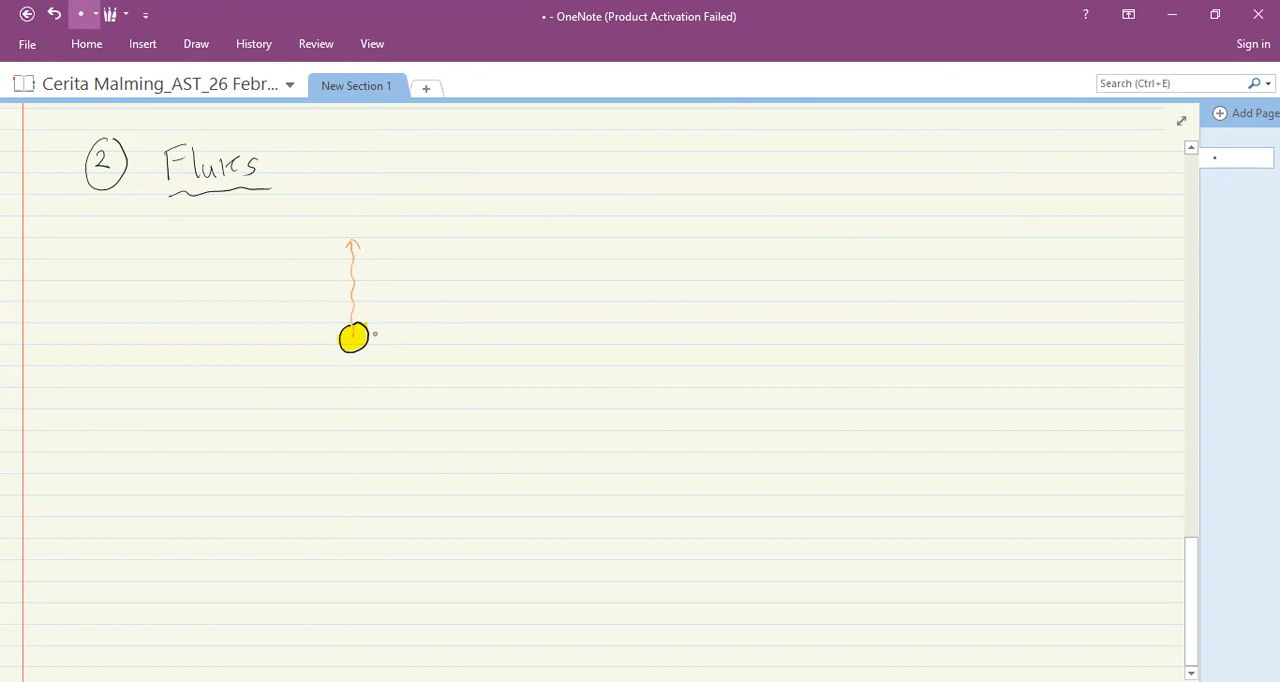 • - OneNote (Product Activation Failed)
?
File Home Insert Draw History Review View
Sign in
Cerita Malming_AST_26 Febr...
New Section 1
+
Search (Ctrl+E)
Add Page
2 Fluks